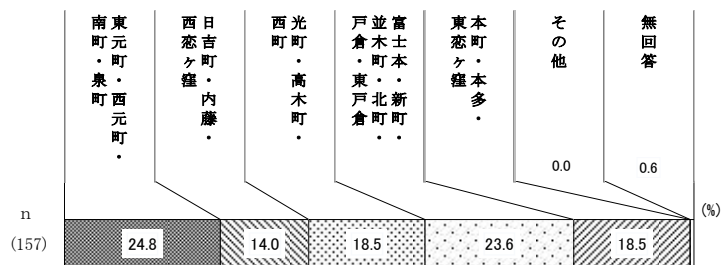 東元町・西元町・
南町・泉町
日吉町・内藤・
西恋ヶ窪
光町・高木町・
西町
富士本・新町・
並木町・北町・
戸倉・東戸倉
本町・本多・
東恋ヶ窪
その他
無回答
0.0
0.6
(%)
n
(157)
24.8
14.0
18.5
23.6
18.5